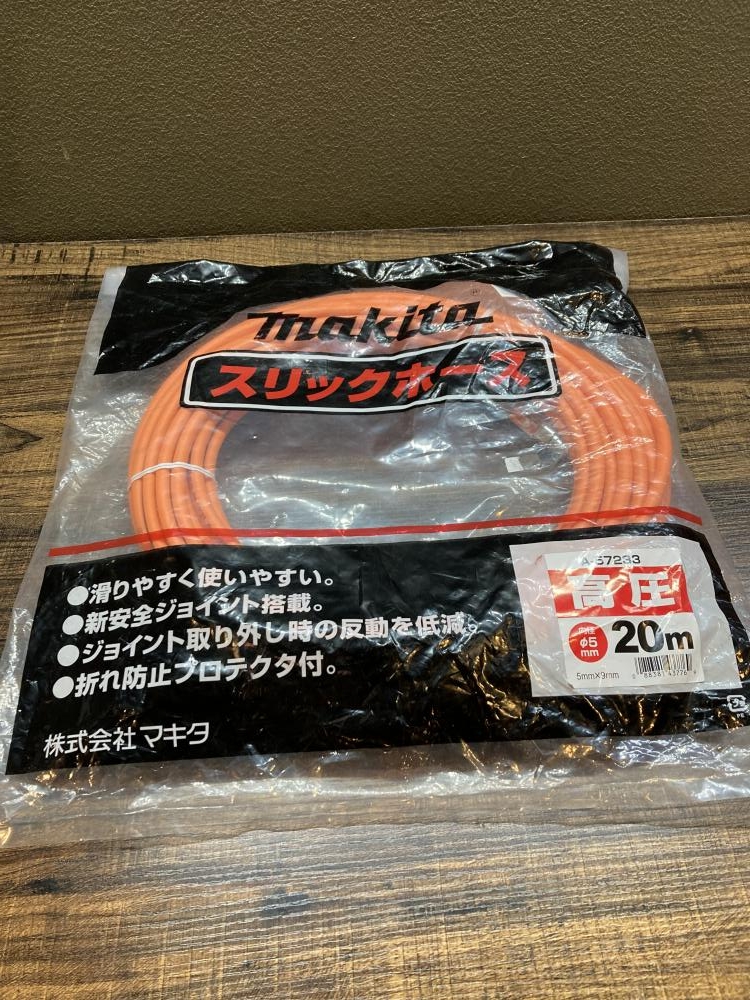 makita
スリックホース
●滑りやすく使いやすい。
●新安全ジョイント搭載。
●ジョイント取り外し時の反動を低減。
●折れ防止プロテクタ付。
株式会社マキタ
A-57233
高圧
内径
φ5
mm
20m
5mm×9mm